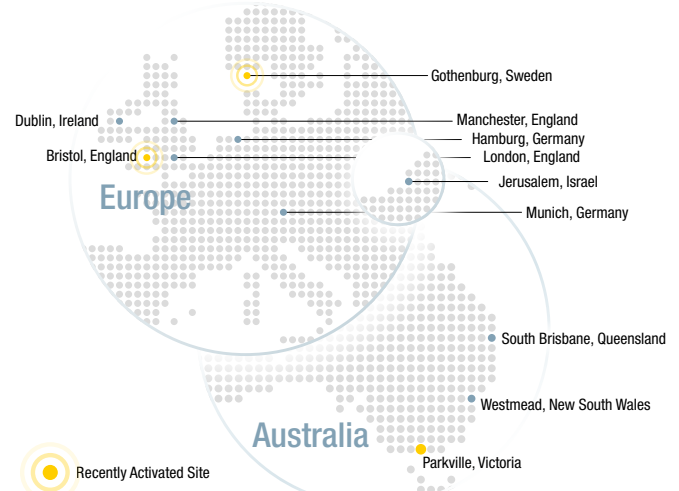 Gothenburg, Sweden
Dublin, Ireland
Manchester, England
Hamburg, Germany
Bristol, England
London, England
Jerusalem, Israel
Europe
Munich, Germany
South Brisbane, Queensland
Westmead, New South Wales
Australia
Parkville, Victoria
Recently Activated Site